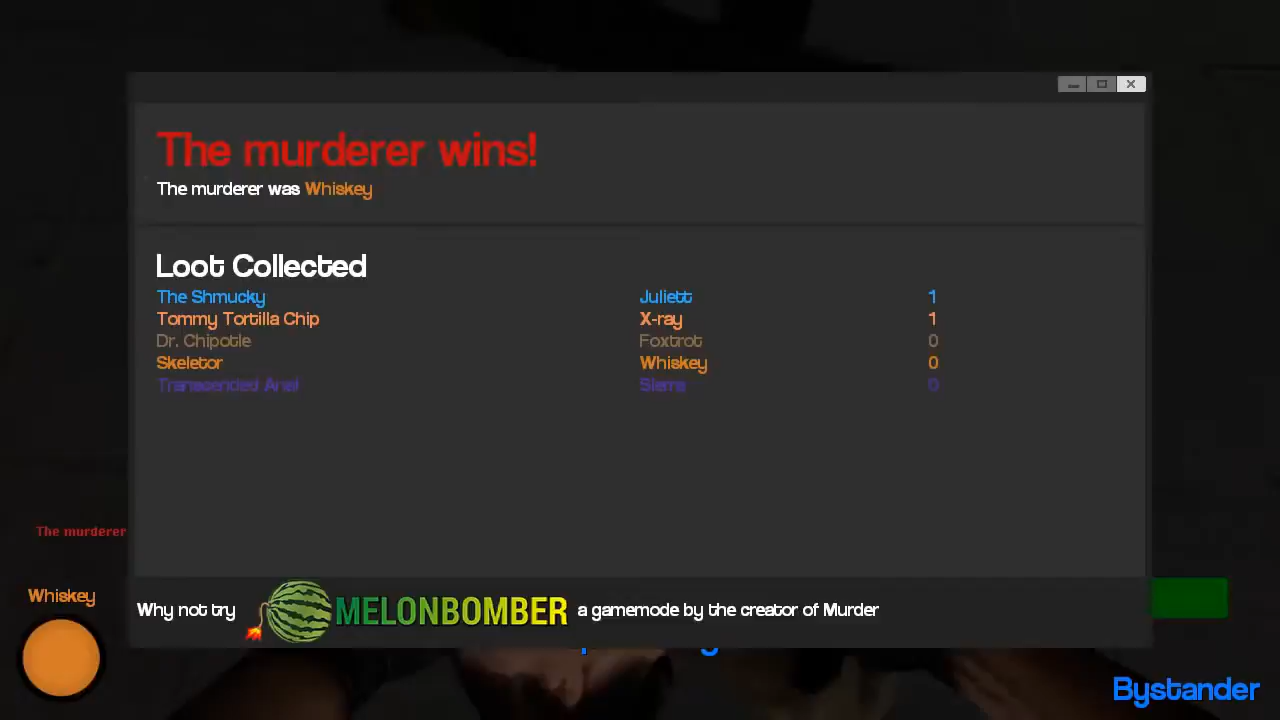 The murderer wins!
The murderer was Whiskey
Loot Collected
The Shmucky Juliett 1
Tommy Tortilla Chip X-ray 1
Dr. Chipotle Foxtrot 0
Skeletor Whiskey 0
Transcended Anal Sierra 0
The murderer
Whiskey
Why not try MELONBOMBER a gamemode by the creator of Murder
Bystander